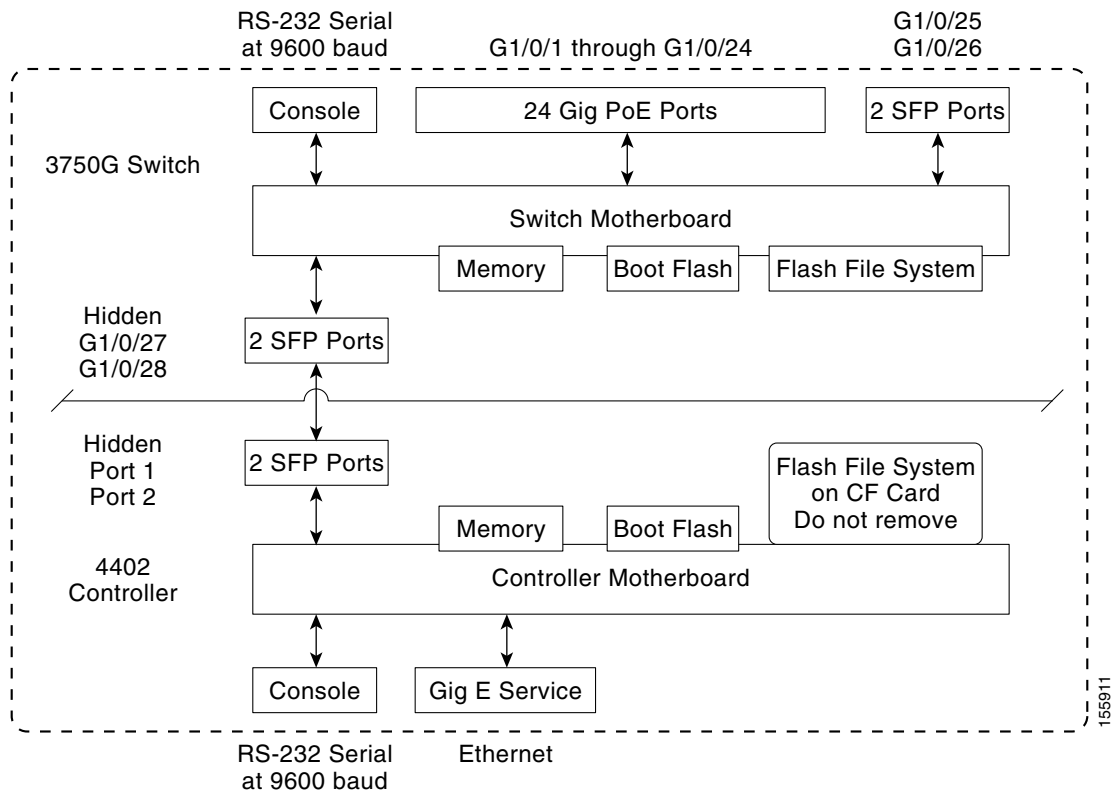 RS-232 Serial
at 9600 baud
G1/0/1 through G1/0/24
G1/0/25
G1/0/26
Console
24 Gig PoE Ports
2 SFP Ports
3750G Switch
Switch Motherboard
Memory
Boot Flash
Flash File System
Hidden
G1/0/27
G1/0/28
2 SFP Ports
Hidden
Port 1
Port 2
2 SFP Ports
Flash File System
on CF Card
Do not remove
Memory
Boot Flash
4402
Controller
Controller Motherboard
Console
Gig E Service
155911
RS-232 Serial
at 9600 baud
Ethernet